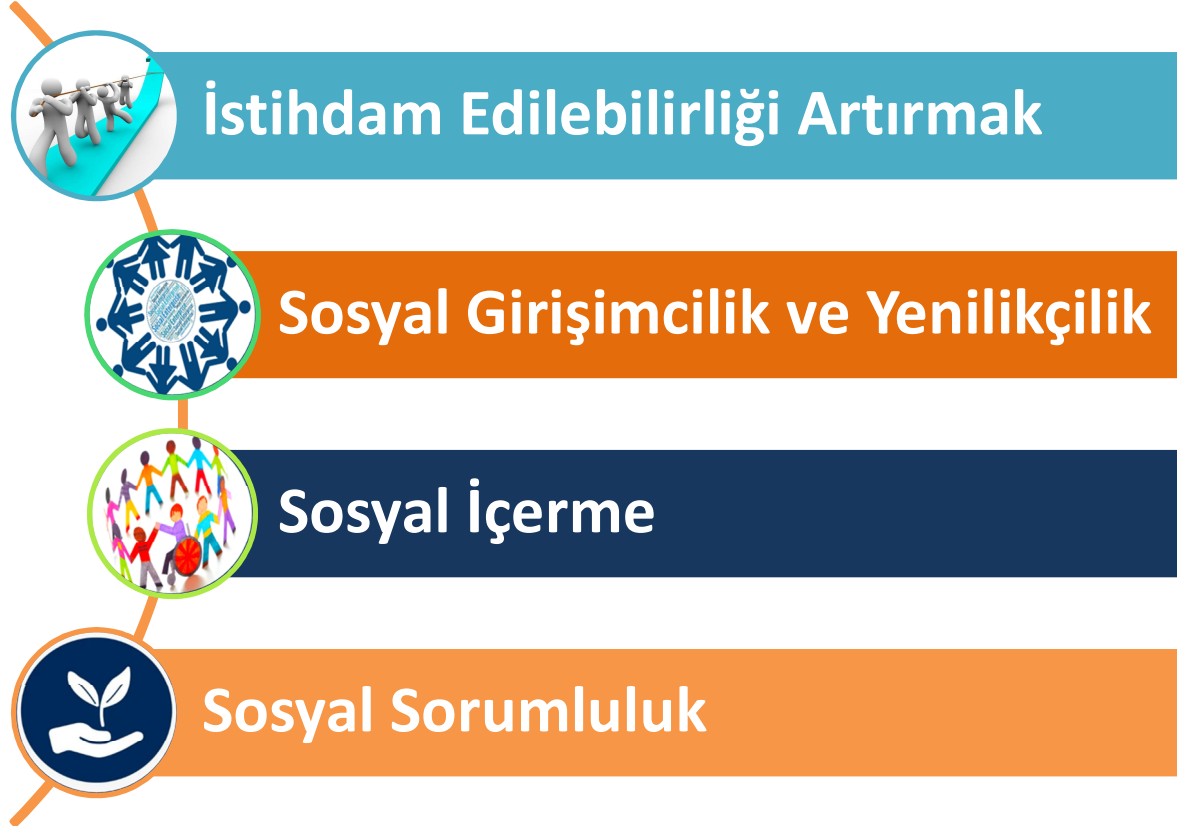 İstihdam Edilebilirliği Artırmak
Sosyal Girişimcilik ve Yenilikçilik
Sosyal İçerme
Sosyal Sorumluluk